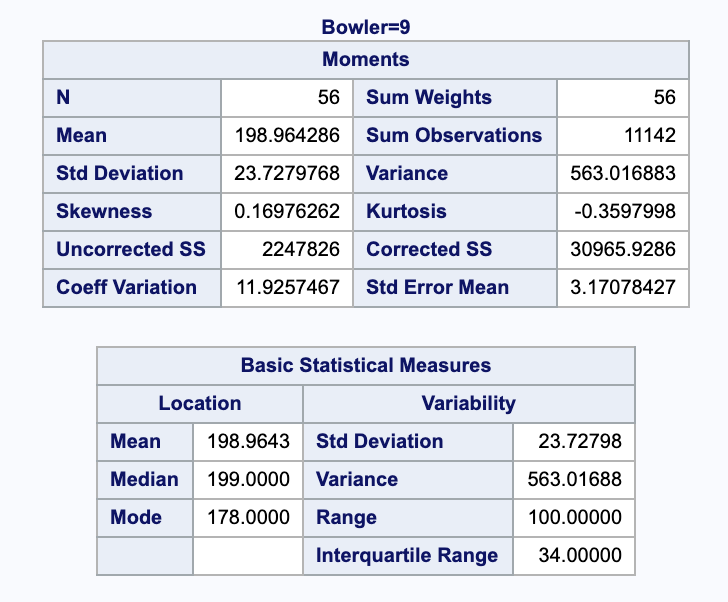 Bowler=9
Moments
N 56 Sum Weights 56
Mean 198.964286 Sum Observations 11142
Std Deviation 23.7279768 Variance 563.016883
Skewness 0.16976262 Kurtosis -0.3597998
Uncorrected SS 2247826 Corrected SS 30965.9286
Coeff Variation 11.9257467 Std Error Mean 3.17078427
Basic Statistical Measures
Location Variability
Mean 198.9643 Std Deviation 23.72798
Median 199.0000 Variance 563.01688
Mode 178.0000 Range 100.00000
Interquartile Range 34.00000